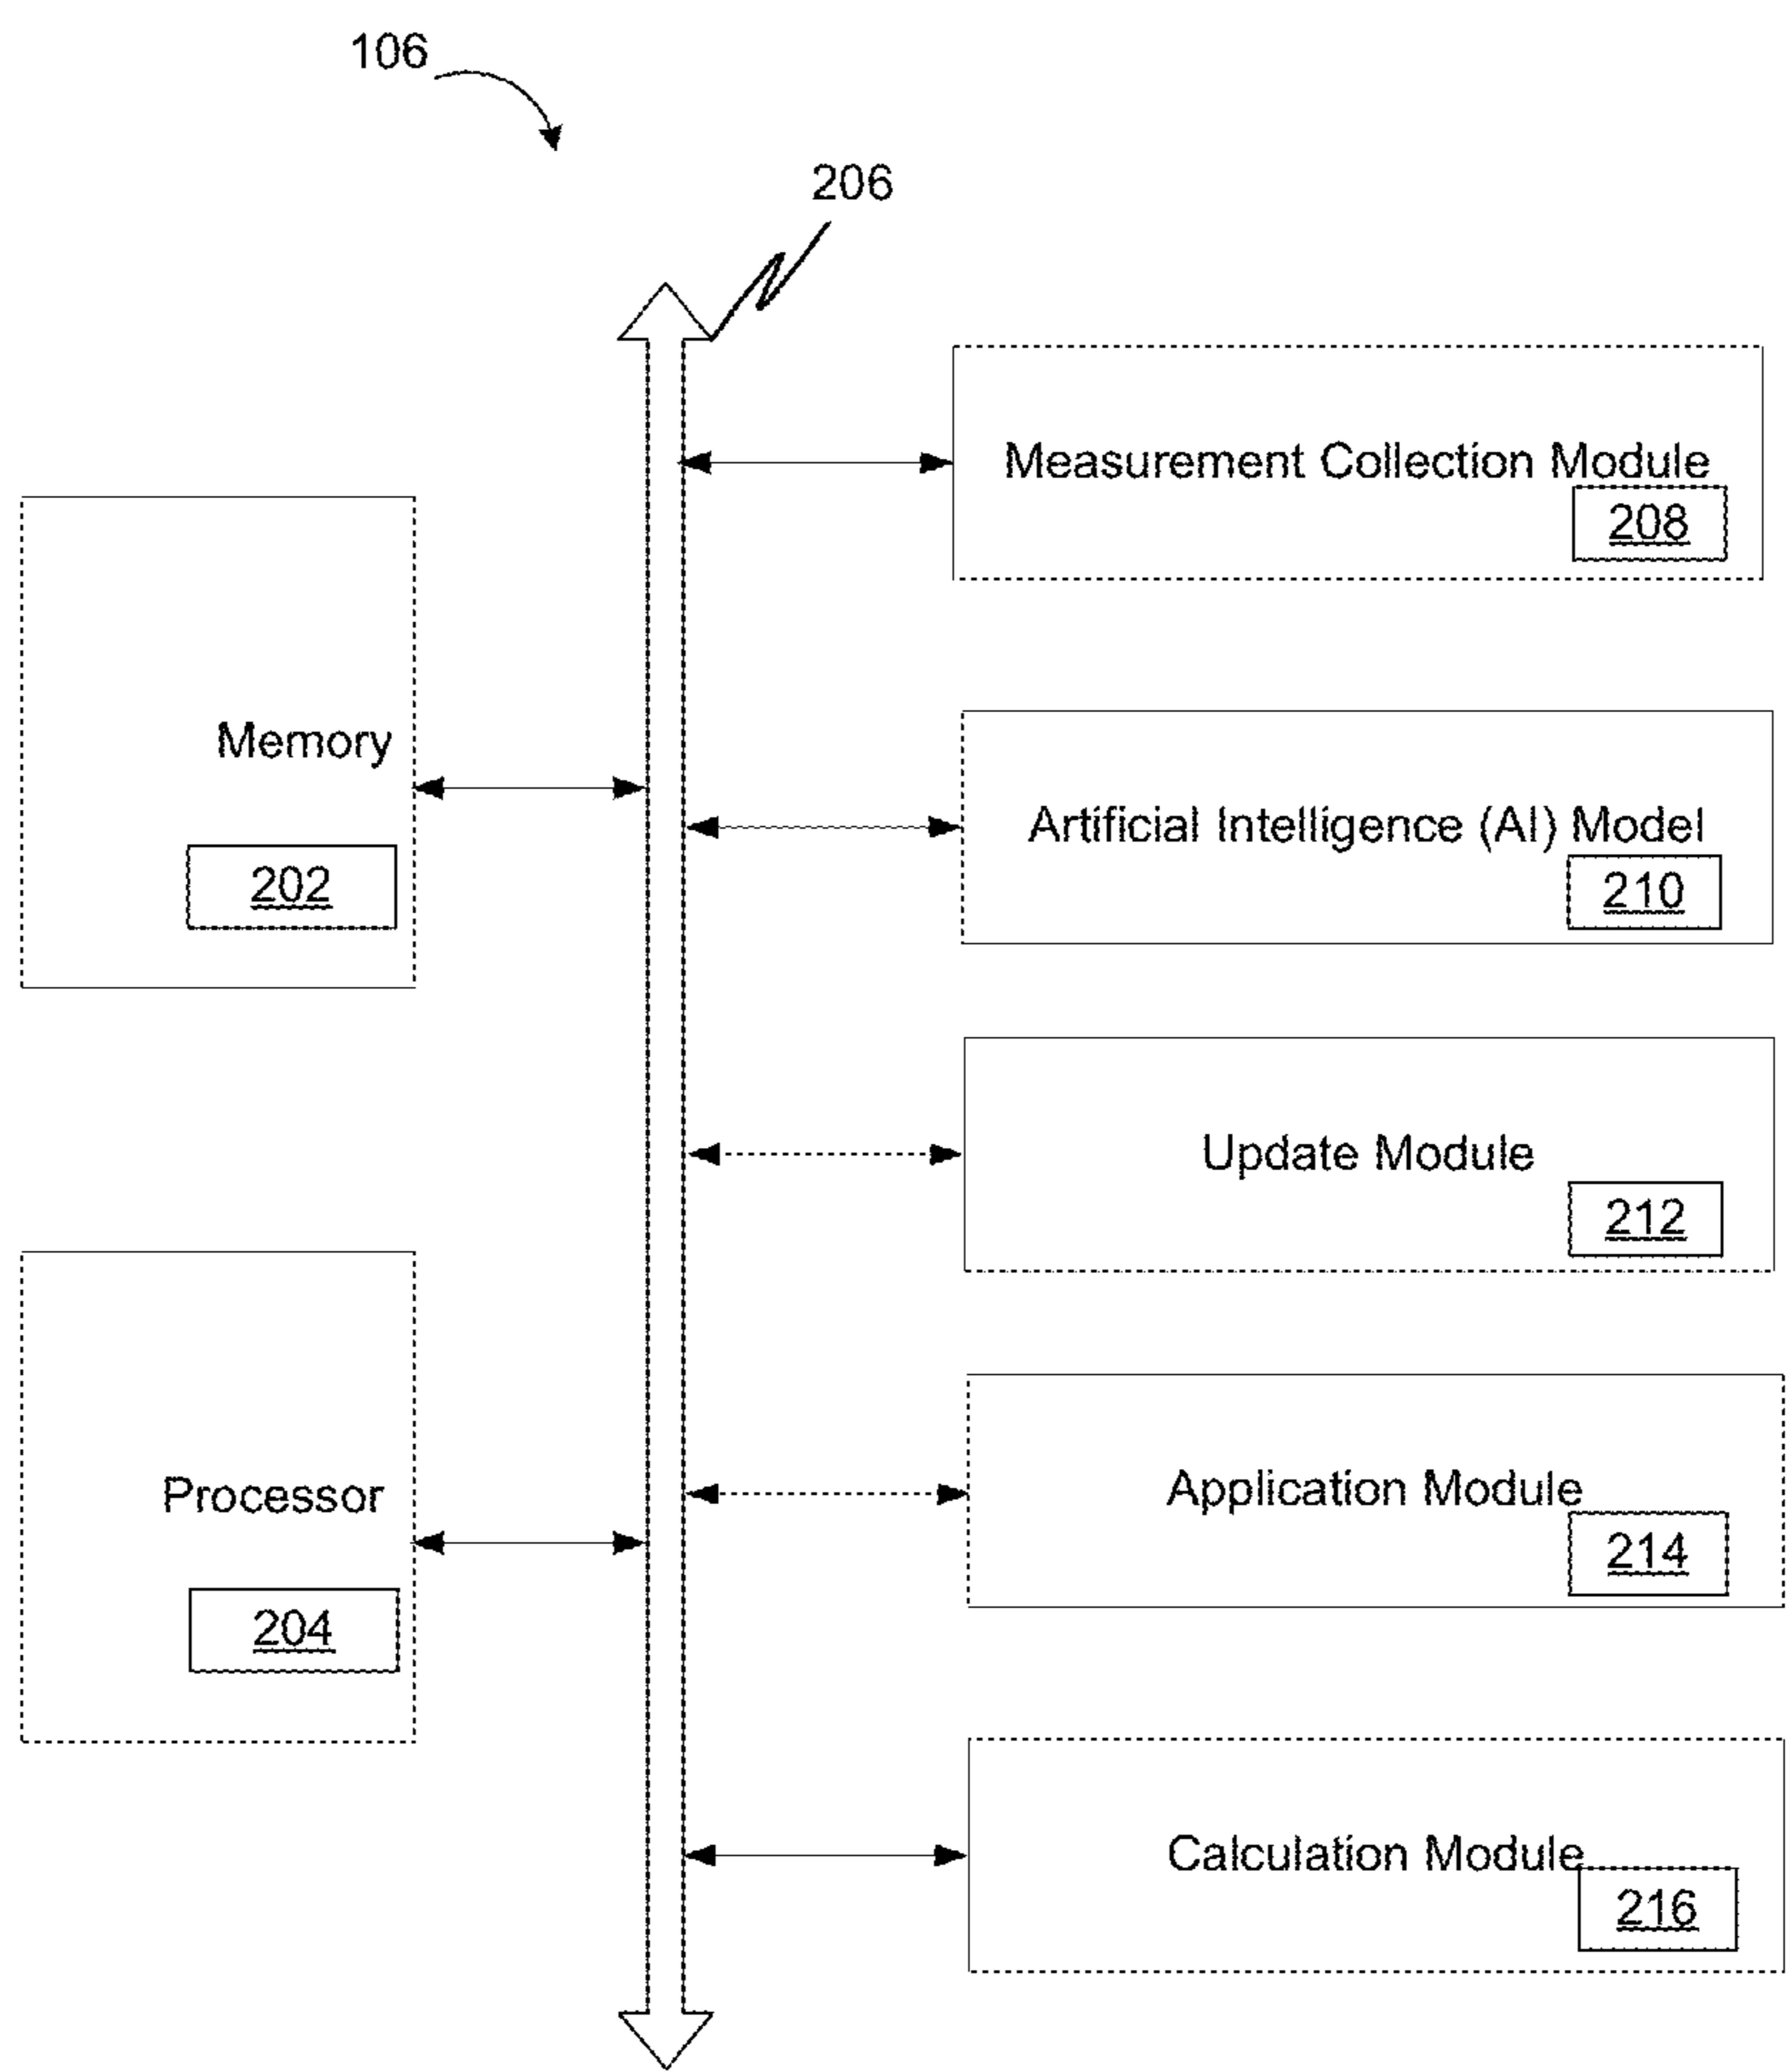 106
206
Measurement Collection Module
208
Memory
202
Artificial Intelligence (AI) Model
210
Update Module
212
Processor
204
Application Module
214
Calculation Module
216